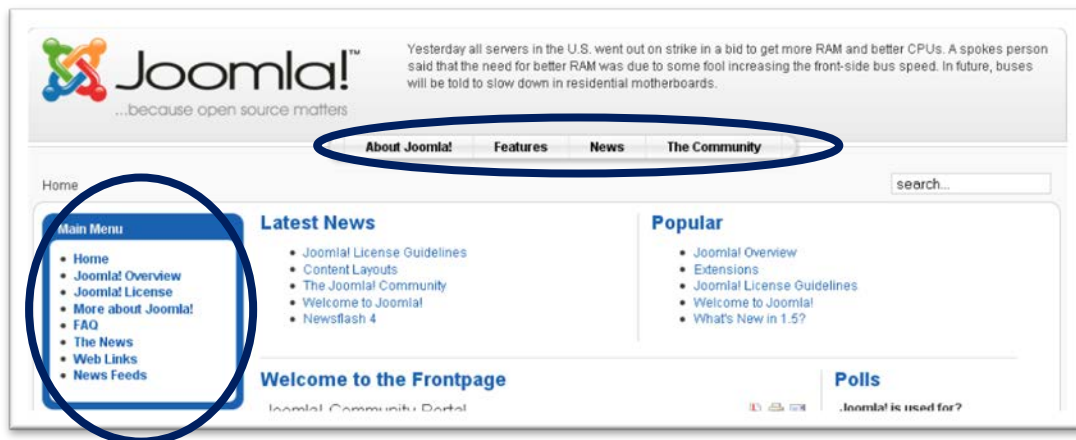 Joomla!™
...because open source matters
Yesterday all servers in the U.S. went out on strike in a bid to get more RAM and better CPUs. A spokes person
said that the need for better RAM was due to some fool increasing the front-side bus speed. In future, buses
will be told to slow down in residential motherboards.
About Joomla! Features News The Community
Home
search...
Main Menu
Home
Joomla! Overview
Joomla! License
More about Joomla!
FAQ
The News
Web Links
News Feeds
Latest News
Joomla! License Guidelines
Content Layouts
The Joomla! Community
Welcome to Joomla!
Newsflash 4
Popular
Joomla! Overview
Extensions
Joomla! License Guidelines
Welcome to Joomla!
What's New in 1.5?
Welcome to the Frontpage
Joomla! Community Portal
Polls
Joomla! is used for?